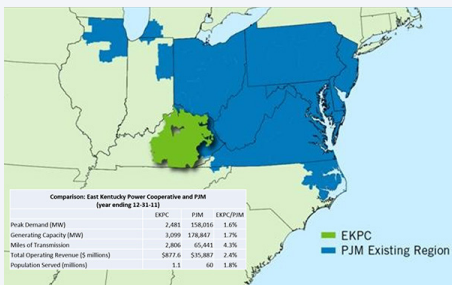 Comparison: East Kentucky Power Cooperative and PJM
(year ending 12-31-11)
EKPC PJM EKPC/PJM
Peak Demand (MW) 2,481 158,016 1.6%
Generating Capacity (MW) 3,099 178,847 1.7%
Miles of Transmission 2,806 65,441 4.3%
Total Operating Revenue ($ millions) $877.6 $35,887 2.4%
Population Served (millions) 1.1 60 1.8%
EKPC
PJM Existing Region